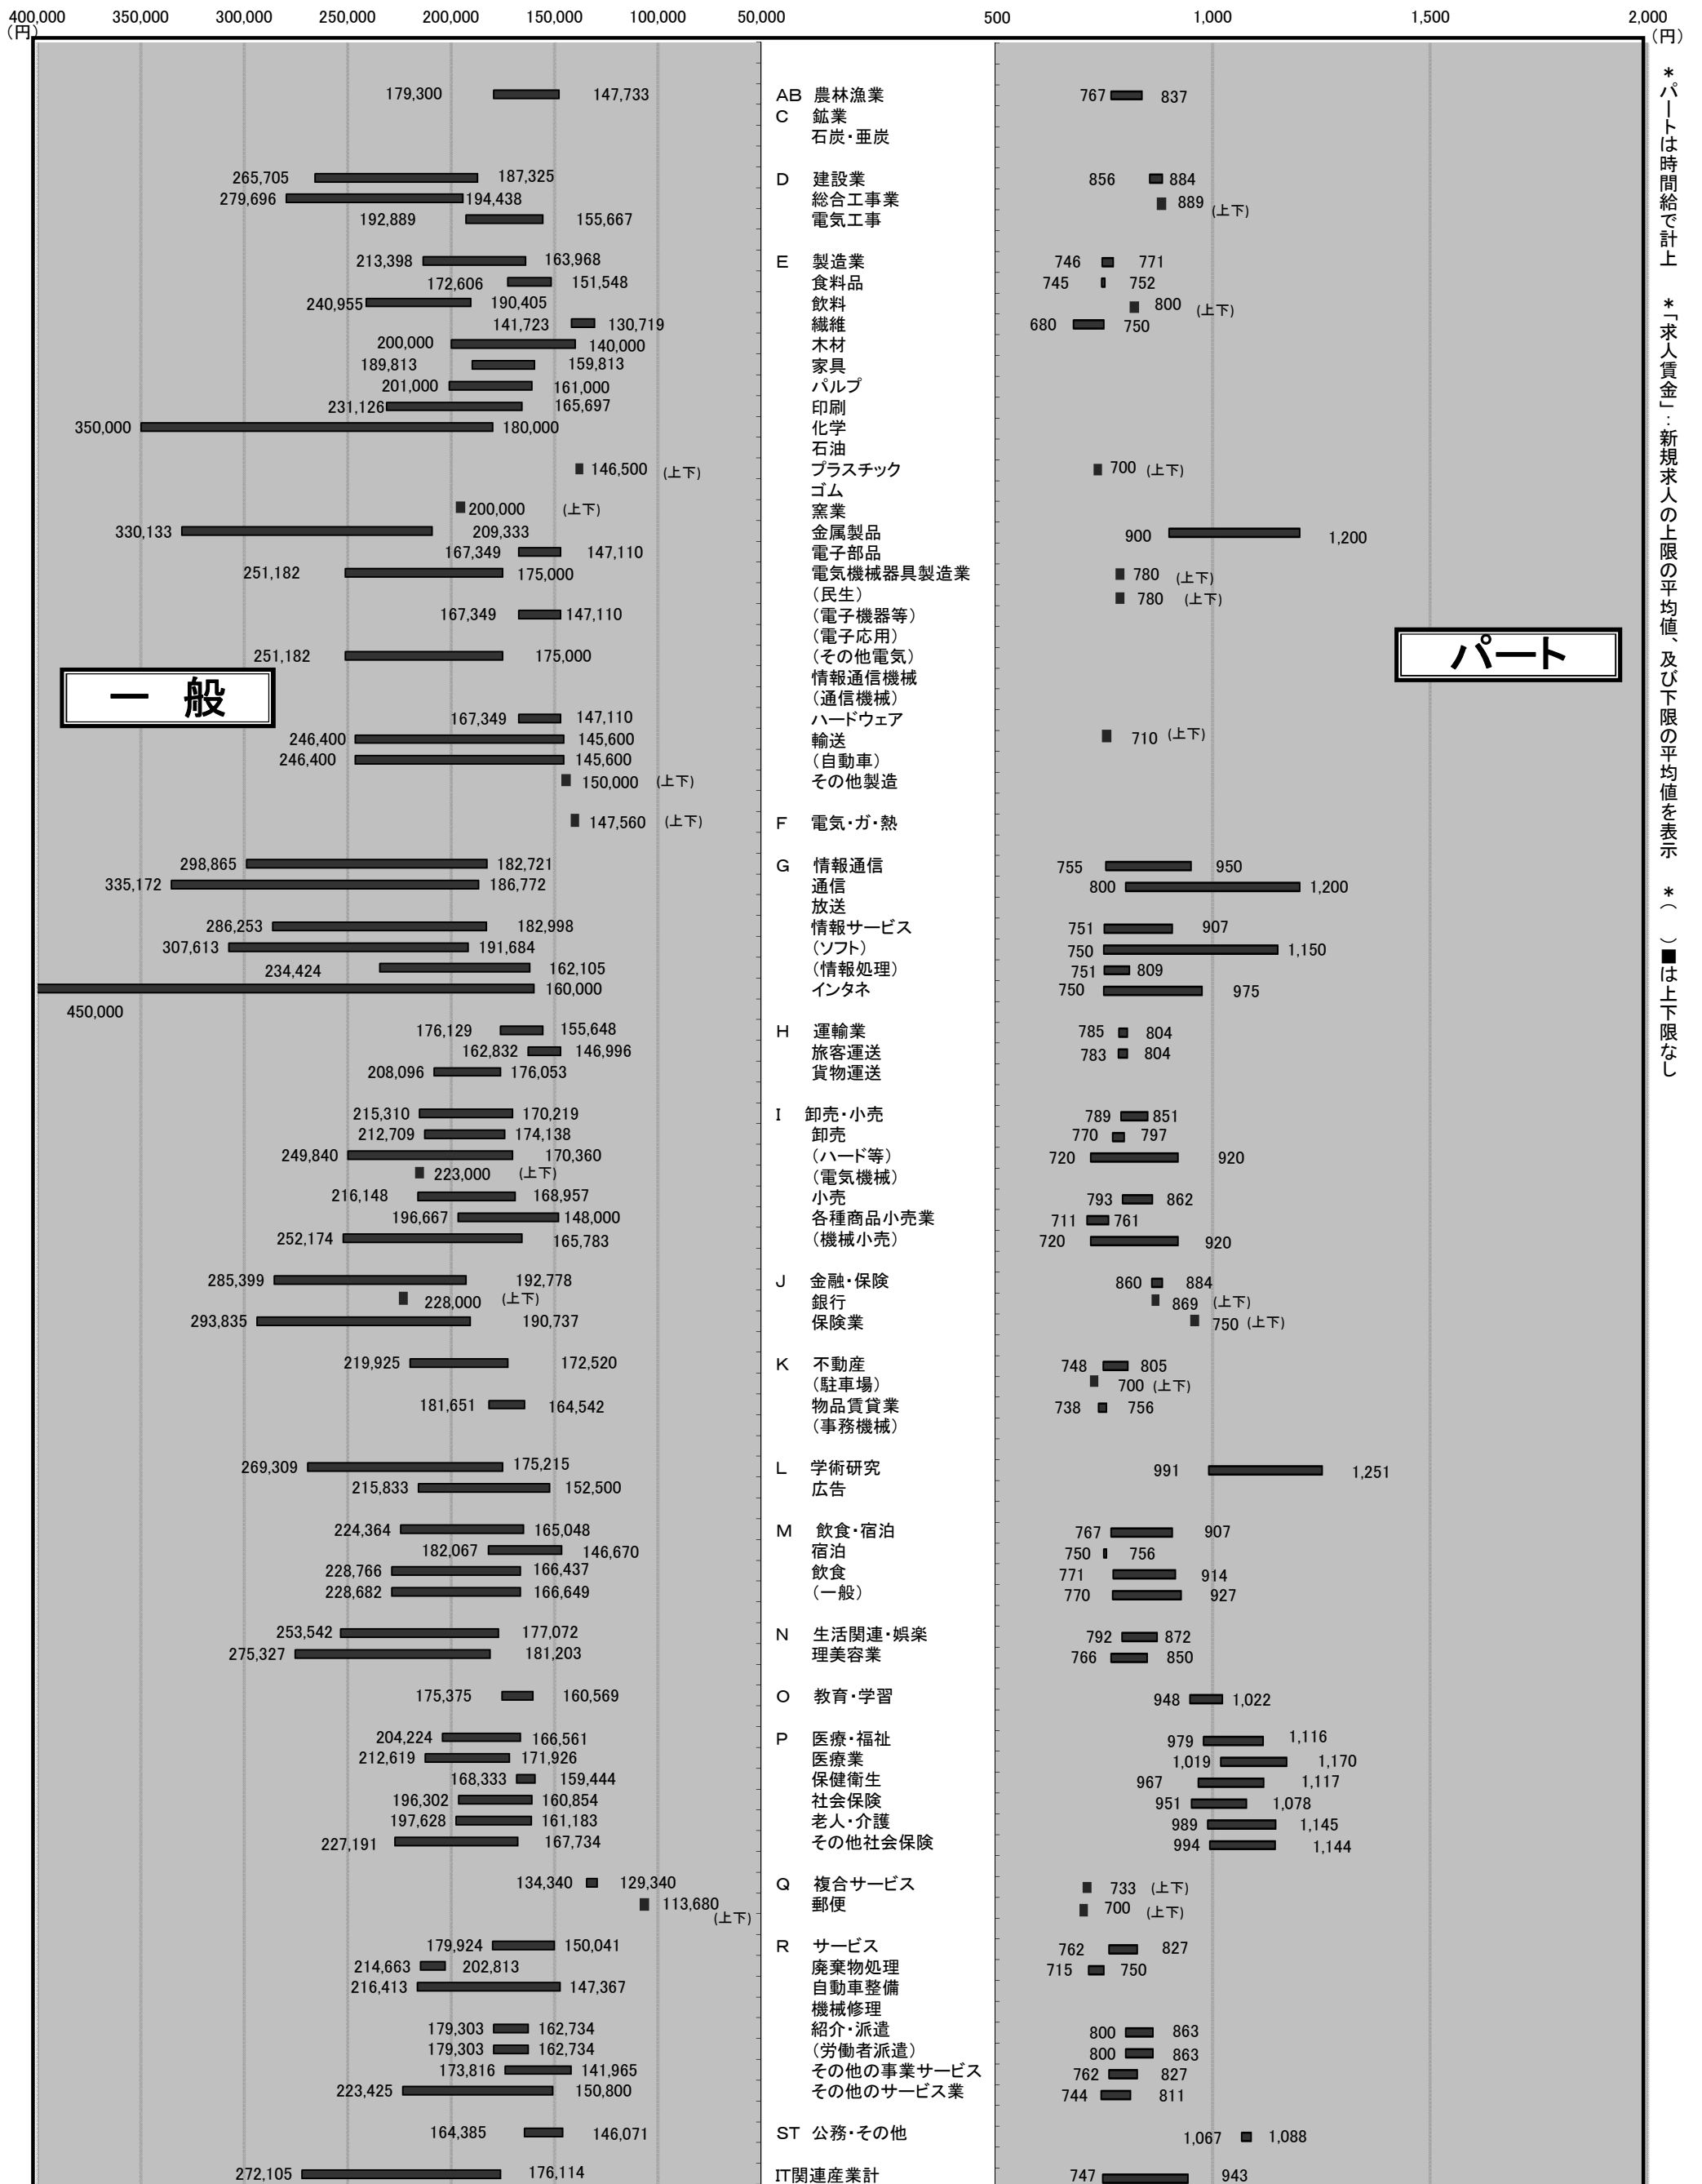 400,000 350,000 300,000 250,000 200,000 150,000 100,000 50,000 500 1,000 1,500 2,000
(円) (円)
179,300 147,733 AB 農林漁業 767 837
C 鉱業
石炭・亜炭
265,705 187,325 D 建設業 856 884
279,696 194,438 総合工事業 889 (上下)
192,889 155,667 電気工事
213,398 163,968 E 製造業 746 771
172,606 151,548 食料品 745 752
240,955 190,405 飲料 800 (上下)
141,723 130,719 繊維 680 750
200,000 140,000 木材
189,813 159,813 家具
201,000 161,000 パルプ
231,126 165,697 印刷
350,000 180,000 化学
石油
146,500 (上下) プラスチック 700 (上下)
ゴム
200,000 (上下) 窯業
330,133 209,333 金属製品 900 1,200
167,349 147,110 電子部品
251,182 175,000 電気機械器具製造業 780 (上下)
(民生) 780 (上下)
167,349 147,110 (電子機器等)
(電子応用)
251,182 175,000 (その他電気)
パート
情報通信機械
一 般
(通信機械)
167,349 147,110 ハードウェア
246,400 145,600 輸送 710 (上下)
246,400 145,600 (自動車)
150,000 (上下) その他製造
147,560 (上下) F 電気・ガ・熱
298,865 182,721 G 情報通信 755 950
335,172 186,772 通信 800 1,200
放送
286,253 182,998 情報サービス 751 907
307,613 191,684 (ソフト) 750 1,150
234,424 162,105 (情報処理) 751 809
160,000 インタネ 750 975
450,000
176,129 155,648 H 運輸業 785 804
162,832 146,996 旅客運送 783 804
208,096 176,053 貨物運送
215,310 170,219 I 卸売・小売 789 851
212,709 174,138 卸売 770 797
249,840 170,360 (ハード等) 720 920
223,000 (上下) (電気機械)
216,148 168,957 小売 793 862
196,667 148,000 各種商品小売業 711 761
252,174 165,783 (機械小売) 720 920
285,399 192,778 J 金融・保険 860 884
228,000 (上下) 銀行 869 (上下)
293,835 190,737 保険業 750 (上下)
219,925 172,520 K 不動産 748 805
(駐車場) 700 (上下)
181,651 164,542 物品賃貸業 738 756
(事務機械)
269,309 175,215 L 学術研究 991 1,251
215,833 152,500 広告
224,364 165,048 M 飲食・宿泊 767 907
182,067 146,670 宿泊 750 756
228,766 166,437 飲食 771 914
228,682 166,649 (一般) 770 927
253,542 177,072 N 生活関連・娯楽 792 872
275,327 181,203 理美容業 766 850
175,375 160,569 O 教育・学習 948 1,022
204,224 166,561 P 医療・福祉 979 1,116
212,619 171,926 医療業 1,019 1,170
168,333 159,444 保健衛生 967 1,117
196,302 160,854 社会保険 951 1,078
197,628 161,183 老人・介護 989 1,145
227,191 167,734 その他社会保険 994 1,144
134,340 129,340 Q 複合サービス 733 (上下)
113,680 (上下) 郵便 700 (上下)
179,924 150,041 R サービス 762 827
214,663 202,813 廃棄物処理 715 750
216,413 147,367 自動車整備
機械修理
179,303 162,734 紹介・派遣 800 863
179,303 162,734 (労働者派遣) 800 863
173,816 141,965 その他の事業サービス 762 827
223,425 150,800 その他のサービス業 744 811
164,385 146,071 ST 公務・その他 1,067 1,088
272,105 176,114 IT関連産業計 747 943
*パートは時間給で計上 *「求人賃金」:新規求人の上限の平均値、及び下限の平均値を表示 *( )■は上下限なし